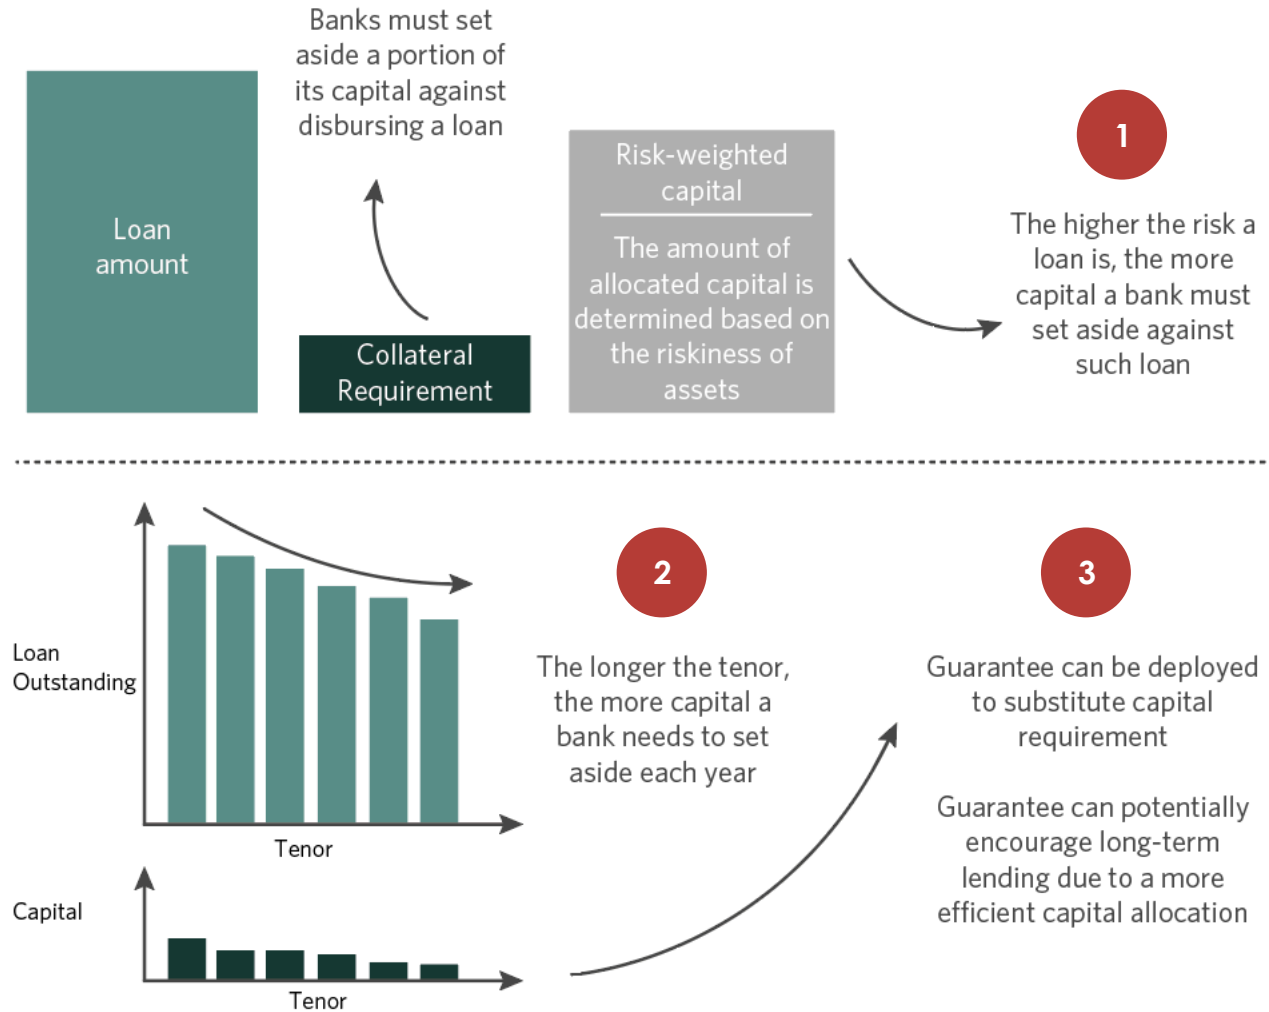 Banks must set
aside a portion of
its capital against
disbursing a loan
Loan
amount
Collateral
Requirement
Risk-weighted
capital
The amount of
allocated capital is
determined based on
the riskiness of
assets
1
The higher the risk a
loan is, the more
capital a bank must
set aside against
such loan
Loan
Outstanding
Tenor
Capital
Tenor
2
The longer the tenor,
the more capital a
bank needs to set
aside each year
3
Guarantee can be deployed
to substitute capital
requirement
Guarantee can potentially
encourage long-term
lending due to a more
efficient capital allocation